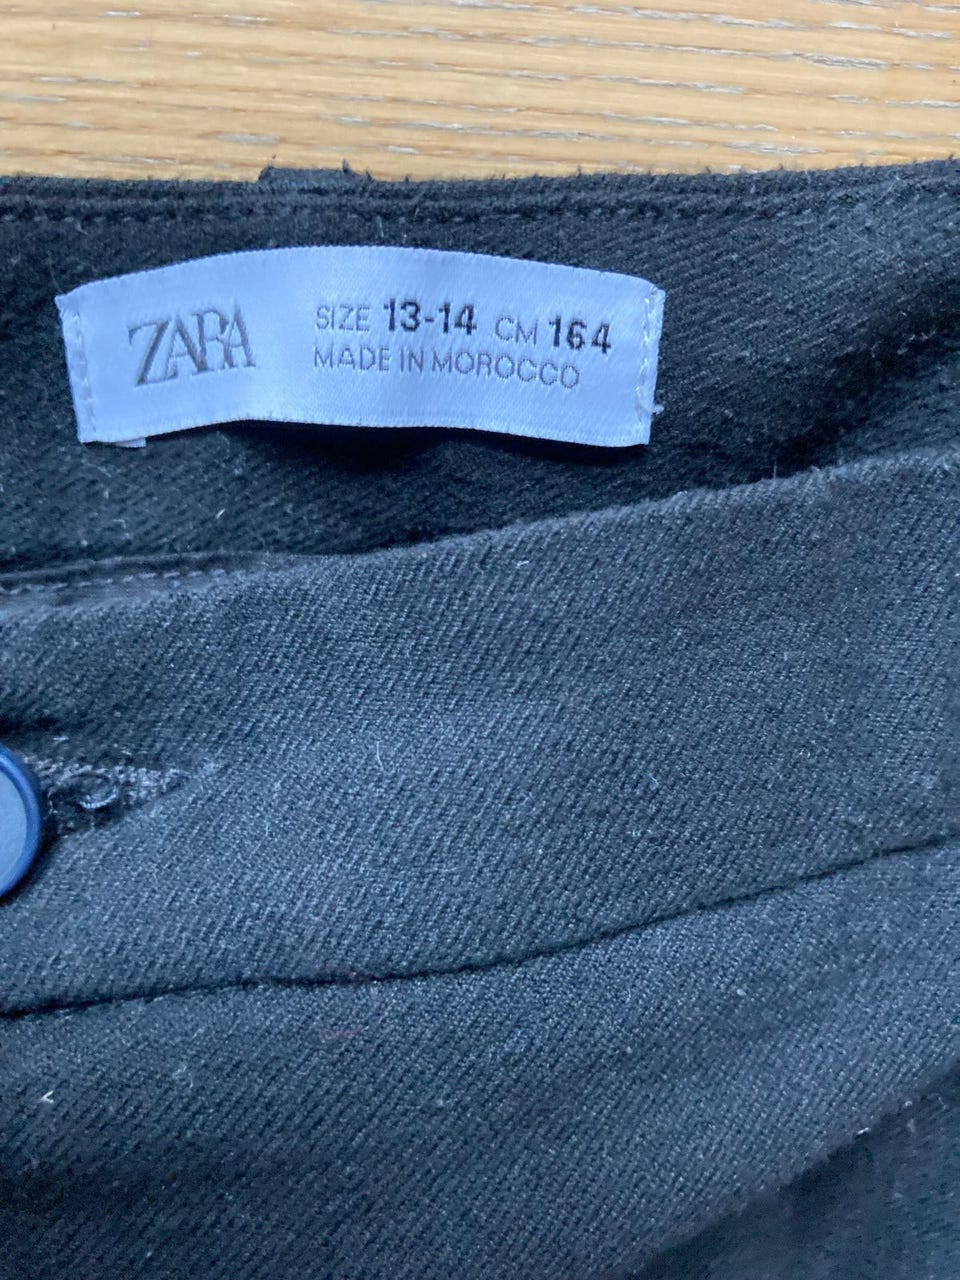 ZARA
SIZE 13-14 CM 164
MADE IN MOROCCO